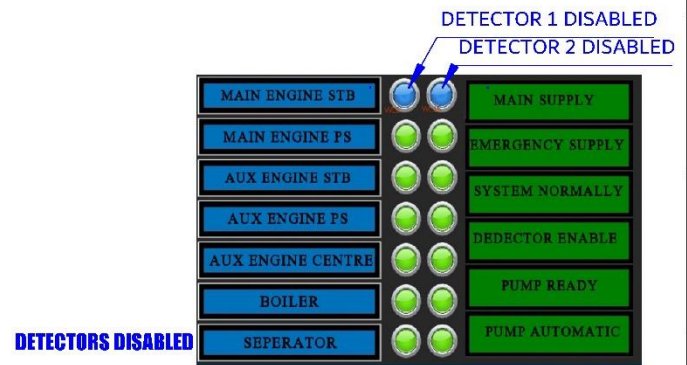 DETECTOR 1 DISABLED
DETECTOR 2 DISABLED
MAIN ENGINE STB
MAIN SUPPLY
MAIN ENGINE PS
EMERGENCY SUPPLY
AUX ENGINE STB
SYSTEM NORMALLY
AUX ENGINE PS
DEDECTOR ENABLE
AUX ENGINE CENTRE
BOILER
PUMP READY
DETECTORS DISABLED
SEPERATOR
PUMP AUTOMATIC